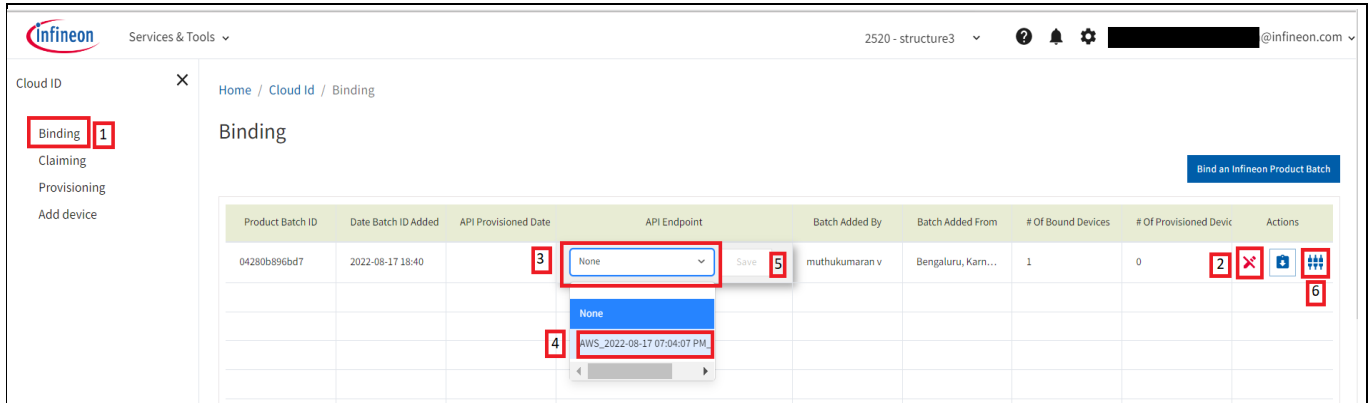 infineon
Services & Tools
2520 - structure3
@infineon.com
Cloud ID
Home / Cloud Id / Binding
Binding 1
Claiming
Provisioning
Add device
Binding
Bind an Infineon Product Batch
Product Batch ID Date Batch ID Added API Provisioned Date API Endpoint Batch Added By Batch Added From # Of Bound Devices # Of Provisioned Devic Actions
04280b896bd7 2022-08-17 18:40 3 None Save 5 muthukumaran v Bengaluru, Karn... 1 0 2
6
None
4 AWS_2022-08-17 07:04:07 PM_